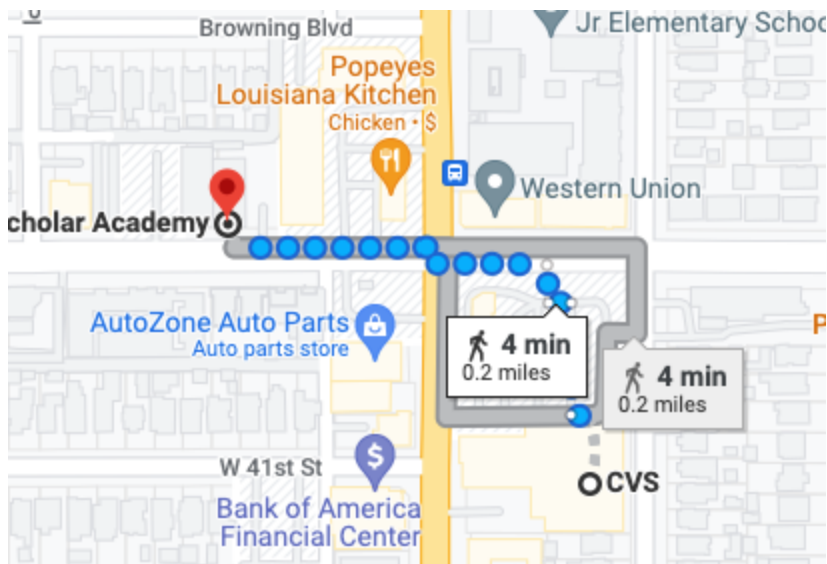 Browning Blvd
Jr Elementary Schoo
Popeyes
Louisiana Kitchen
Chicken • $
Western Union
cholar Academy
AutoZone Auto Parts
Auto parts store
4 min
0.2 miles
4 min
0.2 miles
P
W 41st St
$
CVS
Bank of America
Financial Center